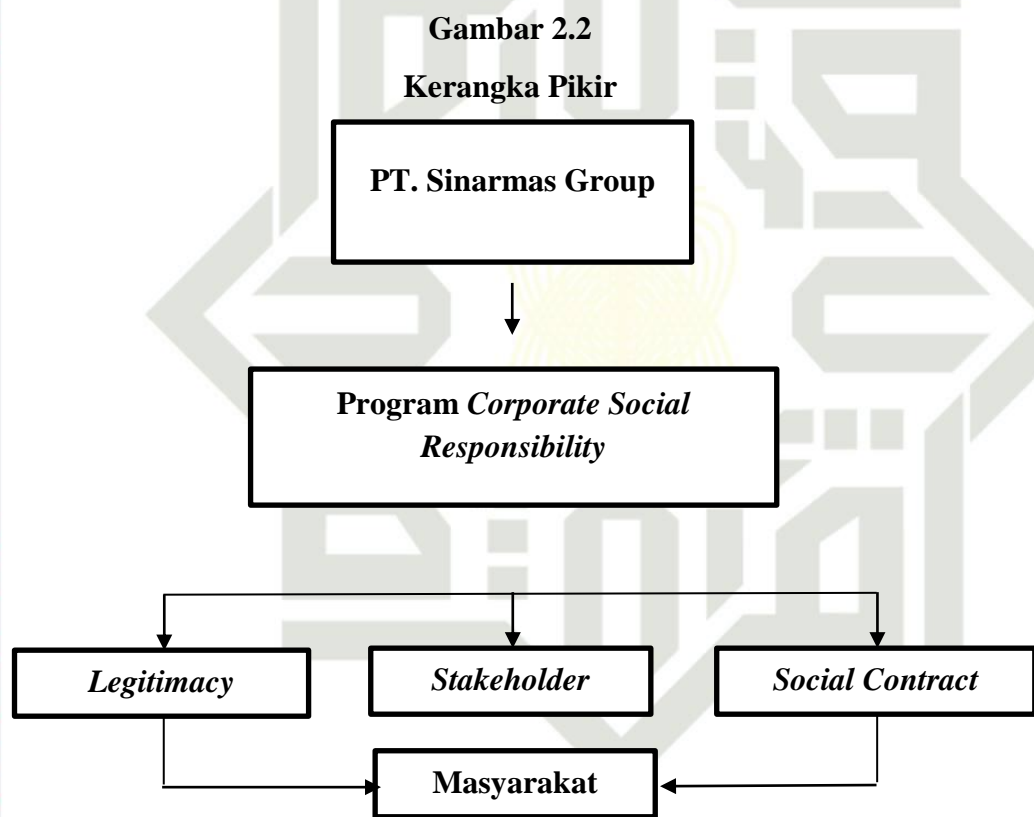 Gambar 2.2
Kerangka Pikir
PT. Sinarmas Group
Program Corporate Social
Responsibility
Legitimacy
Stakeholder
Social Contract
Masyarakat